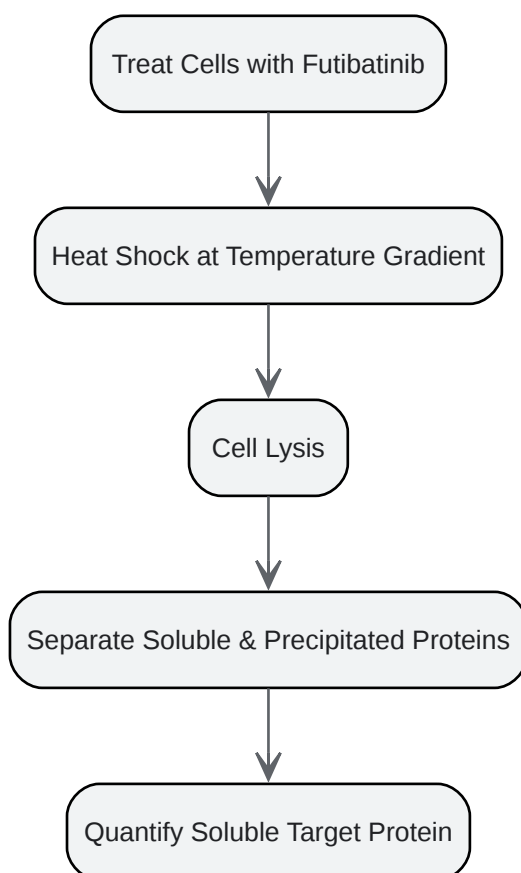 Treat Cells with Futibatinib
Heat Shock at Temperature Gradient
Cell Lysis
Separate Soluble & Precipitated Proteins
Quantify Soluble Target Protein